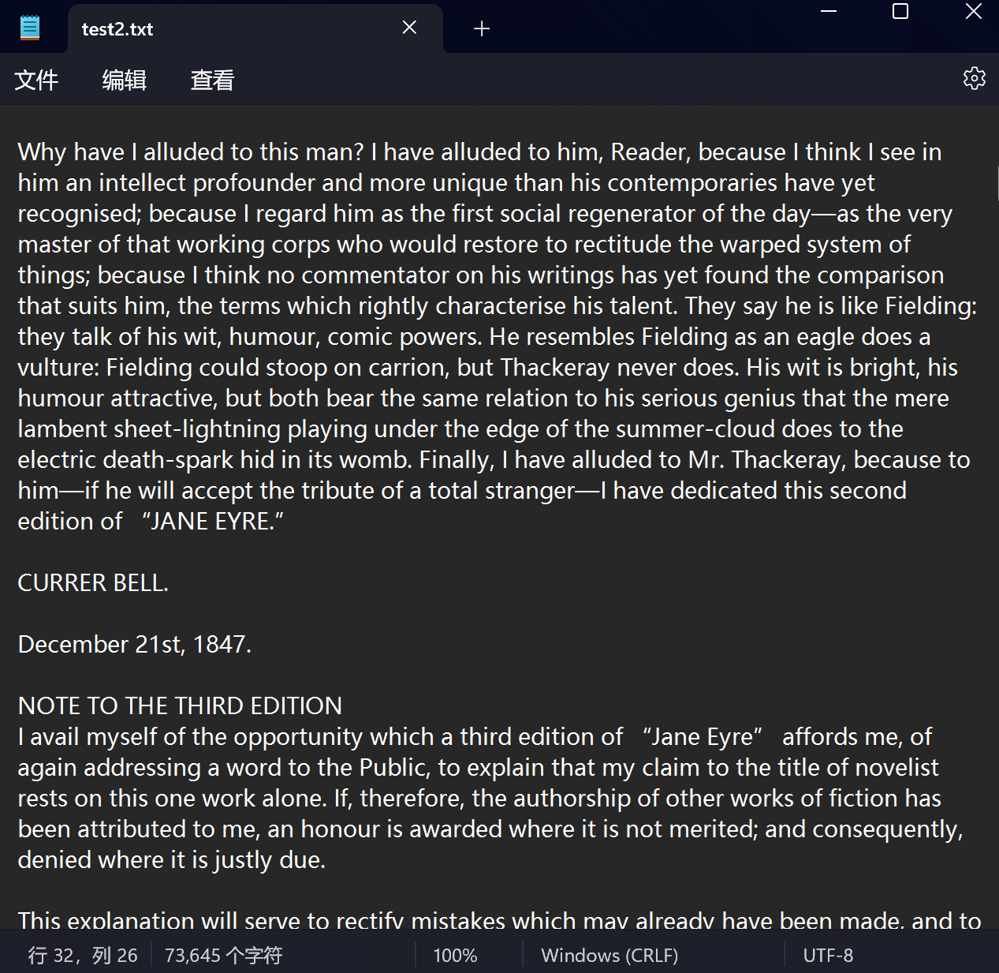 test2.txt
文件 编辑 查看
Why have I alluded to this man? I have alluded to him, Reader, because I think I see in
him an intellect profounder and more unique than his contemporaries have yet
recognised; because I regard him as the first social regenerator of the day—as the very
master of that working corps who would restore to rectitude the warped system of
things; because I think no commentator on his writings has yet found the comparison
that suits him, the terms which rightly characterise his talent. They say he is like Fielding:
they talk of his wit, humour, comic powers. He resembles Fielding as an eagle does a
vulture: Fielding could stoop on carrion, but Thackeray never does. His wit is bright, his
humour attractive, but both bear the same relation to his serious genius that the mere
lambent sheet-lightning playing under the edge of the summer-cloud does to the
electric death-spark hid in its womb. Finally, I have alluded to Mr. Thackeray, because to
him—if he will accept the tribute of a total stranger—I have dedicated this second
edition of “JANE EYRE.”
CURRER BELL.
December 21st, 1847.
NOTE TO THE THIRD EDITION
I avail myself of the opportunity which a third edition of “Jane Eyre” affords me, of
again addressing a word to the Public, to explain that my claim to the title of novelist
rests on this one work alone. If, therefore, the authorship of other works of fiction has
been attributed to me, an honour is awarded where it is not merited; and consequently,
denied where it is justly due.
This explanation will serve to rectify mistakes which may already have been made, and to
行 32，列 26 73,645 个字符 100% Windows (CRLF) UTF-8